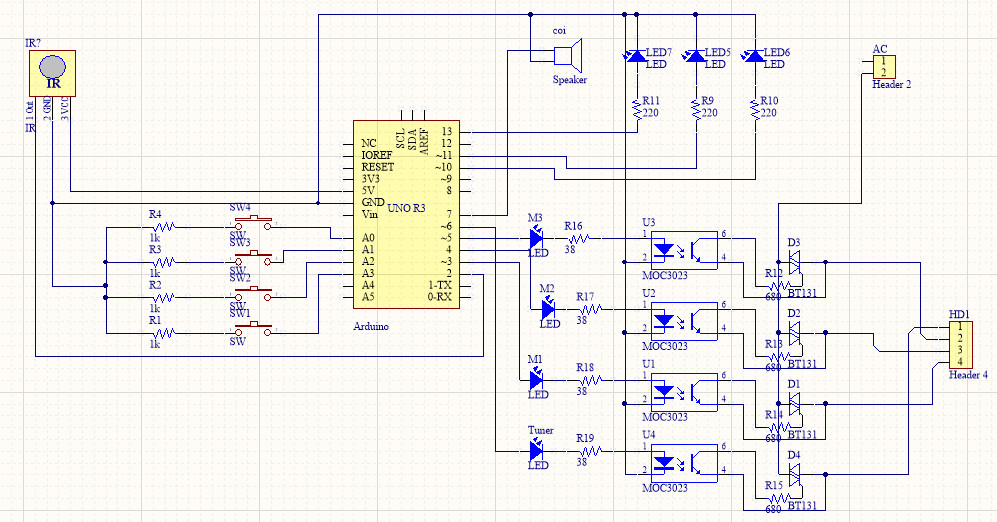 IR?
IR
1 Out
2 GND
3 VCC
IR
coi
Speaker
LED7
LED
LED5
LED
LED6
LED
R11
220
R9
220
R10
220
AC
1
2
Header 2
SCL
SDA
AREF
NC
IOREF
RESET
3V3
5V
GND
Vin
A0
A1
A2
A3
A4
A5
UNO R3
13
12
~11
~10
~9
8
7
~6
~5
4
~3
2
1-TX
0-RX
Arduino
R4
1k
SW4
SW
R3
1k
SW3
SW
R2
1k
SW2
SW
R1
1k
SW1
SW
M3
LED
R16
38
U3
1
2
6
4
MOC3023
D3
R12
680
BT131
M2
LED
R17
38
U2
1
2
6
4
MOC3023
D2
R13
680
BT131
M1
LED
R18
38
U1
1
2
6
4
MOC3023
D1
R14
680
BT131
Tuner
LED
R19
38
U4
1
2
6
4
MOC3023
D4
R15
680
BT131
HD1
1
2
3
4
Header 4